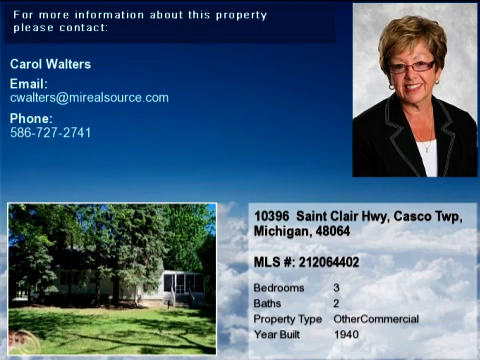 For more information about this property
please contact:
Carol Walters
Email:
cwalters@mirealsource.com
Phone:
586-727-2741
10396 Saint Clair Hwy, Casco Twp,
Michigan, 48064
MLS #: 212064402
Bedrooms 3
Baths 2
Property Type OtherCommercial
Year Built 1940